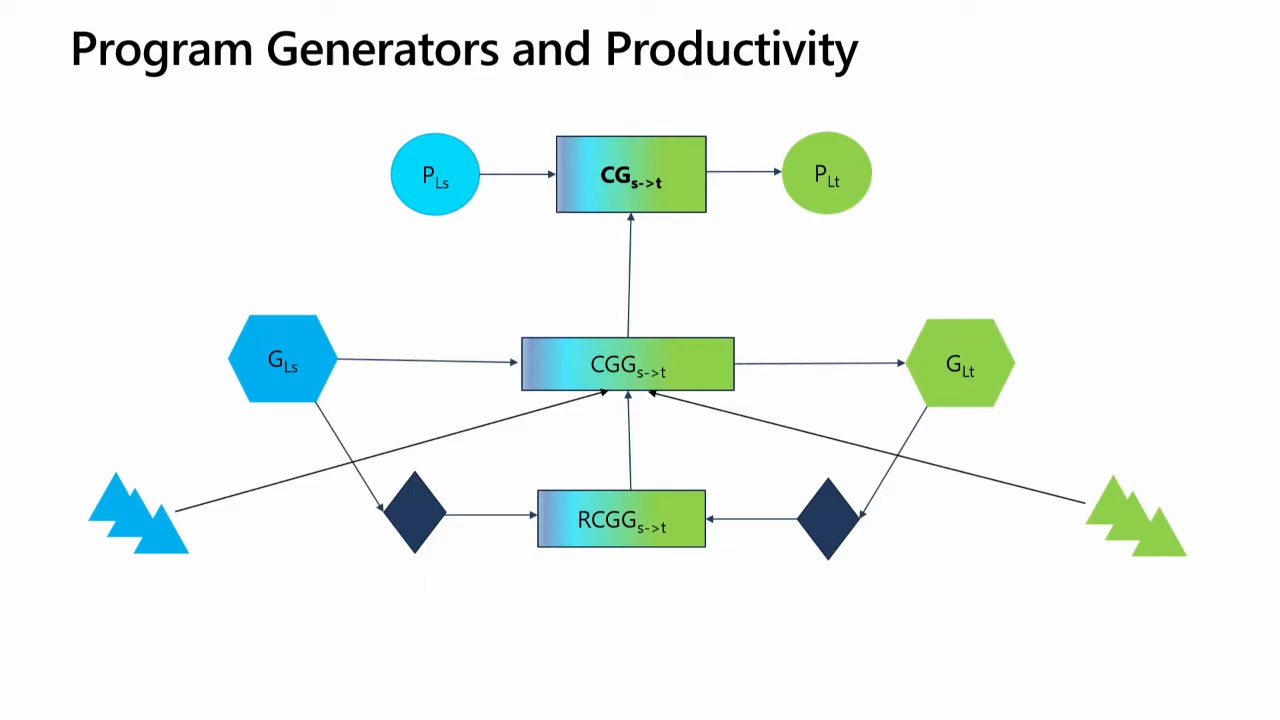 Program Generators and Productivity
PLs
CGs->t
PLt
GLs
CGGs->t
GLt
RCGGs->t